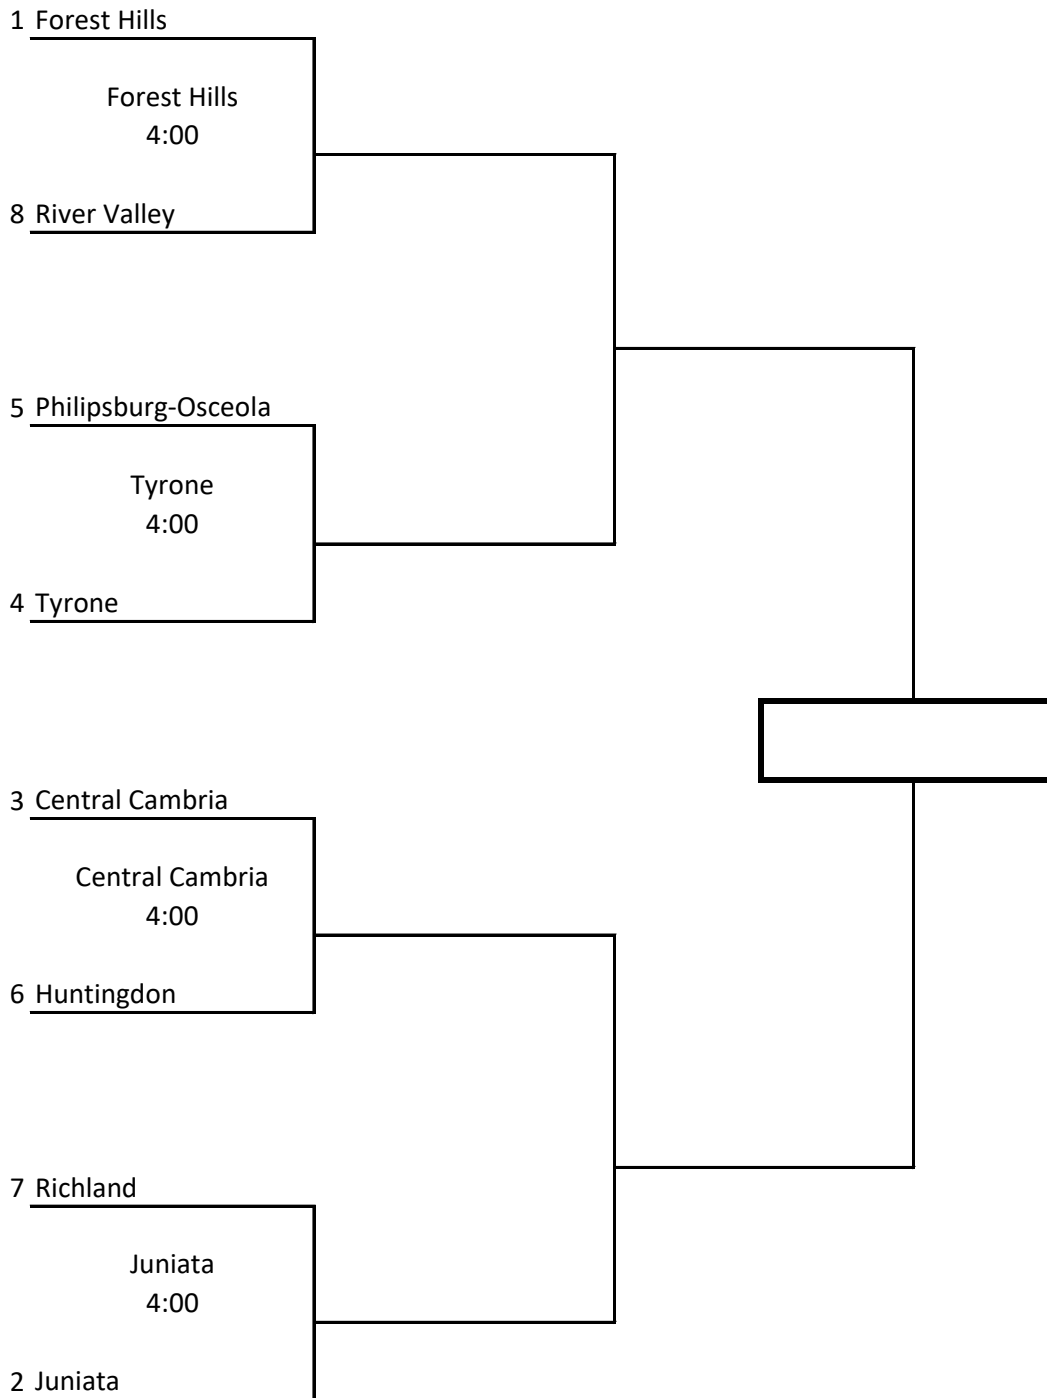 1 Forest Hills
Forest Hills
4:00
8 River Valley
5 Philipsburg-Osceola
Tyrone
4:00
4 Tyrone
3 Central Cambria
Central Cambria
4:00
6 Huntingdon
7 Richland
Juniata
4:00
2 Juniata